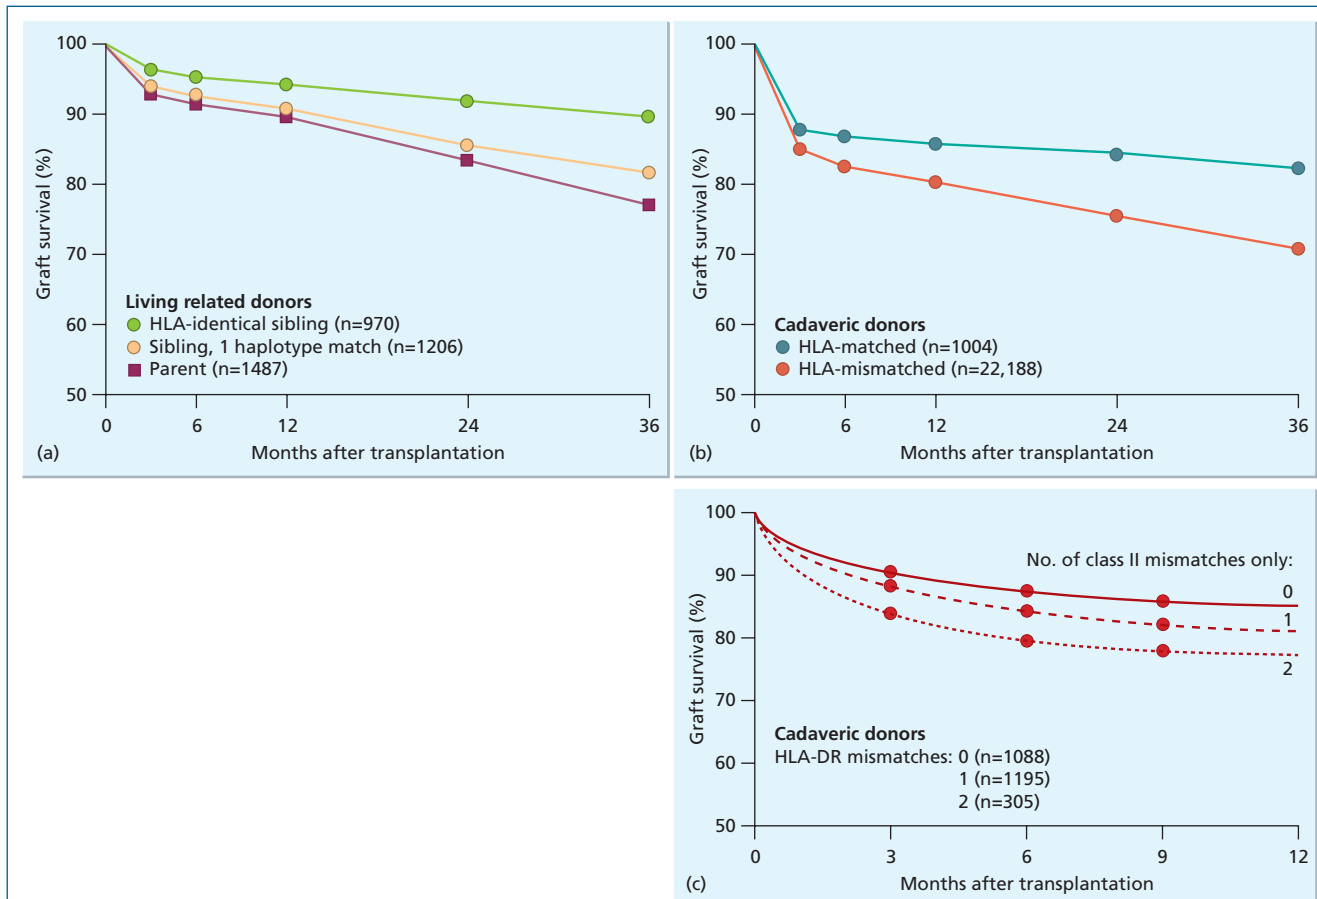 100
90
80
70
60
50
Graft survival (%)
Living related donors
HLA-identical sibling (n=970)
Sibling, 1 haplotype match (n=1206)
Parent (n=1487)
0 6 12 24 36
(a) Months after transplantation
100
90
80
70
60
50
Graft survival (%)
Cadaveric donors
HLA-matched (n=1004)
HLA-mismatched (n=22,188)
0 6 12 24 36
(b) Months after transplantation
100
90
80
70
60
50
Graft survival (%)
No. of class II mismatches only:
0
1
2
Cadaveric donors
HLA-DR mismatches: 0 (n=1088)
1 (n=1195)
2 (n=305)
0 3 6 9 12
(c) Months after transplantation